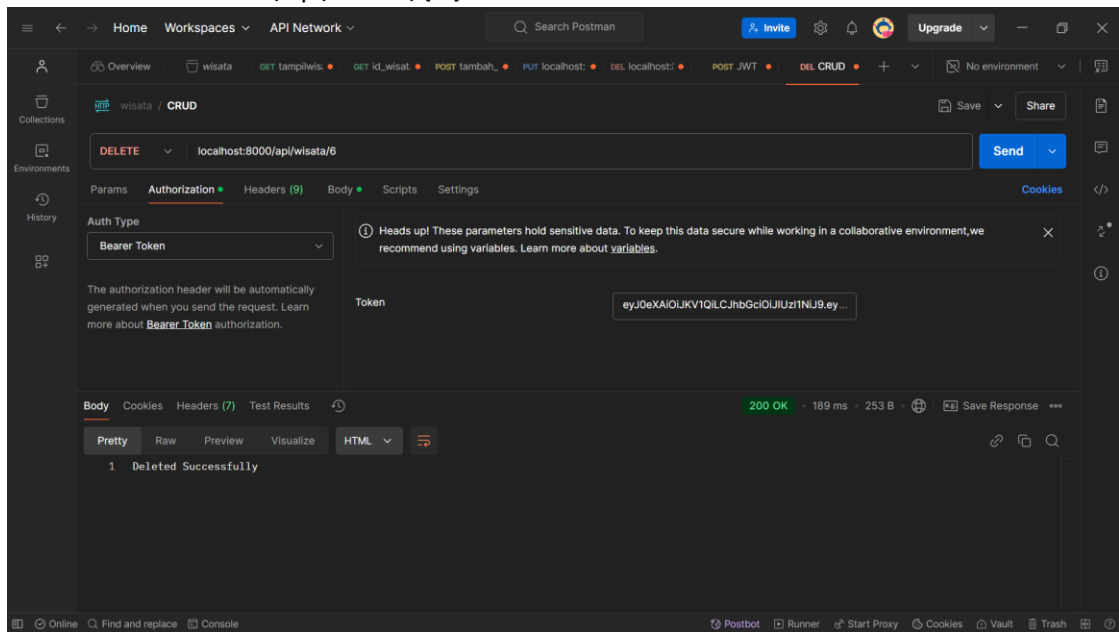 Home Workspaces API Network Search Postman Invite Upgrade
Overview wisata GET tampilwis. GET id_wisat. POST tambah_ PUT localhost: DEL localhost: POST JWT DEL CRUD No environment
HTTP wisata / CRUD Save Share
Collections
DELETE localhost:8000/api/wisata/6 Send
Environments
Params Authorization Headers (9) Body Scripts Settings Cookies
History
Auth Type
Bearer Token
Heads up! These parameters hold sensitive data. To keep this data secure while working in a collaborative environment,we
recommend using variables. Learn more about variables.
The authorization header will be automatically
generated when you send the request. Learn
more about Bearer Token authorization.
Token eyJ0eXAiOiJKV1QiLCJhbGciOiJIUzI1NiJ9.ey...
Body Cookies Headers (7) Test Results 200 OK 189 ms 253 B Save Response
Pretty Raw Preview Visualize HTML
1 Deleted Successfully
Online Find and replace Console Postbot Runner Start Proxy Cookies Vault Trash